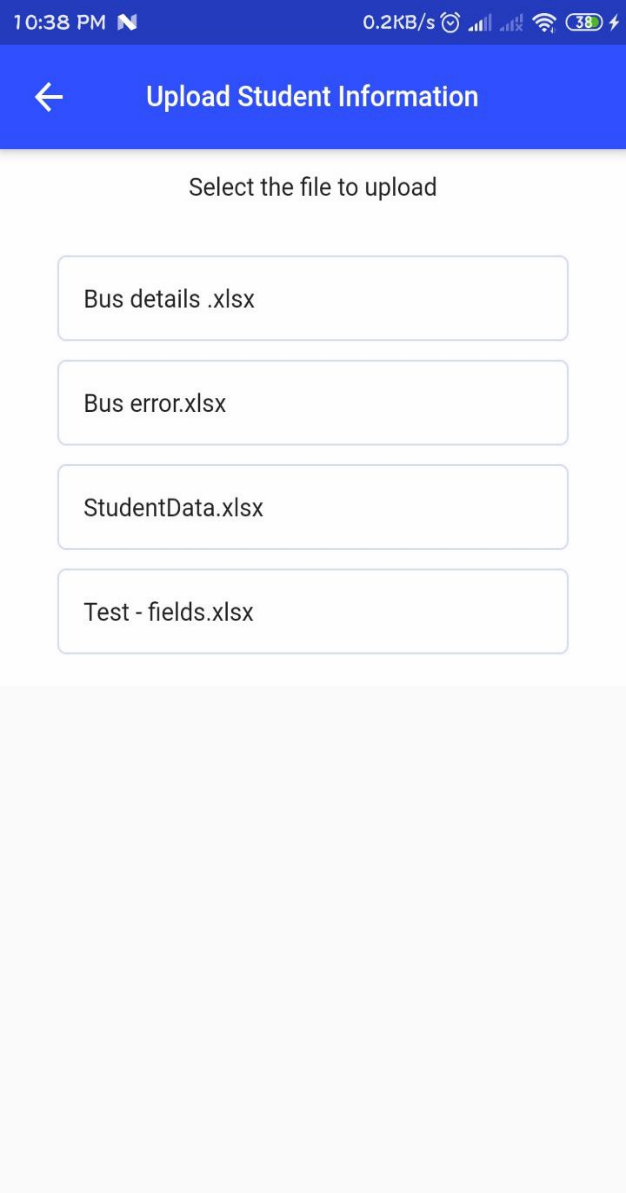 10:38 PM 0.2KB/s 38
Upload Student Information
Select the file to upload
Bus details .xlsx
Bus error.xlsx
StudentData.xlsx
Test - fields.xlsx